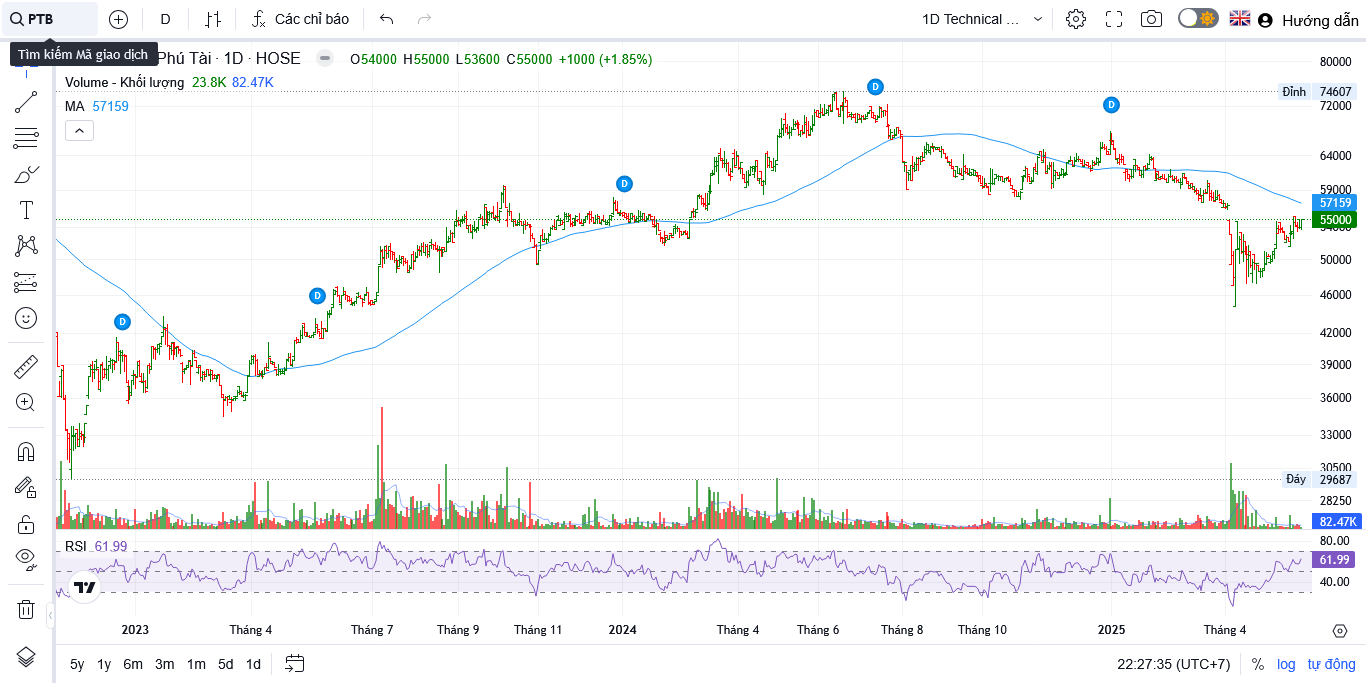 PTB D Các chỉ báo 1D Technical ... Hướng dẫn
Tìm kiếm Mã giao dịch Phú Tài · 1D · HOSE O54000 H55000 L53600 C55000 +1000 (+1.85%)
Volume - Khối lượng 23.8K 82.47K
MA 57159
80000
Đỉnh 74607
72000
64000
59000
57159
55000
54000
50000
46000
42000
39000
36000
33000
30500
Đáy 29687
28250
82.47K
D
D
D
D
D
RSI 61.99
80.00
61.99
40.00
2023 Tháng 4 Tháng 7 Tháng 9 Tháng 11 2024 Tháng 4 Tháng 6 Tháng 8 Tháng 10 2025 Tháng 4
5y 1y 6m 3m 1m 5d 1d 22:27:35 (UTC+7) % log tự động